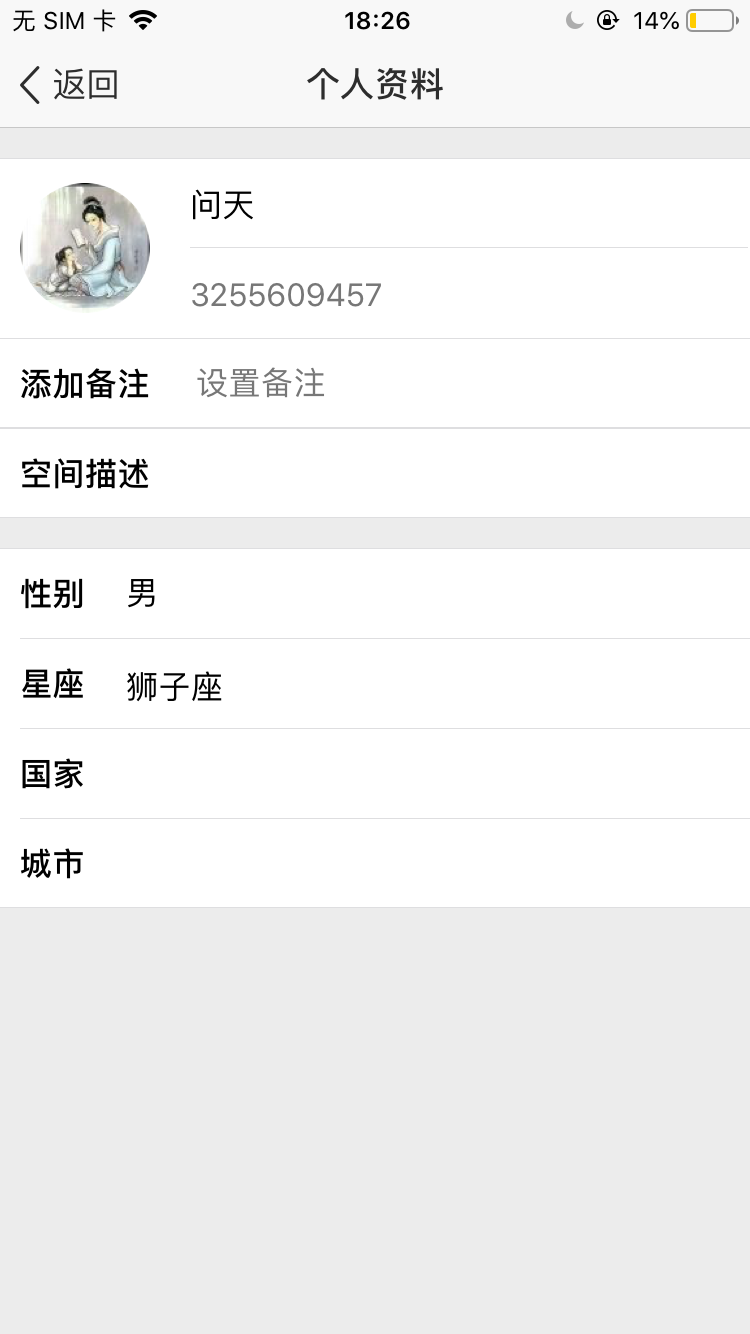 无 SIM 卡 18:26 14%
返回 个人资料
问天
3255609457
添加备注 设置备注
空间描述
性别 男
星座 狮子座
国家
城市